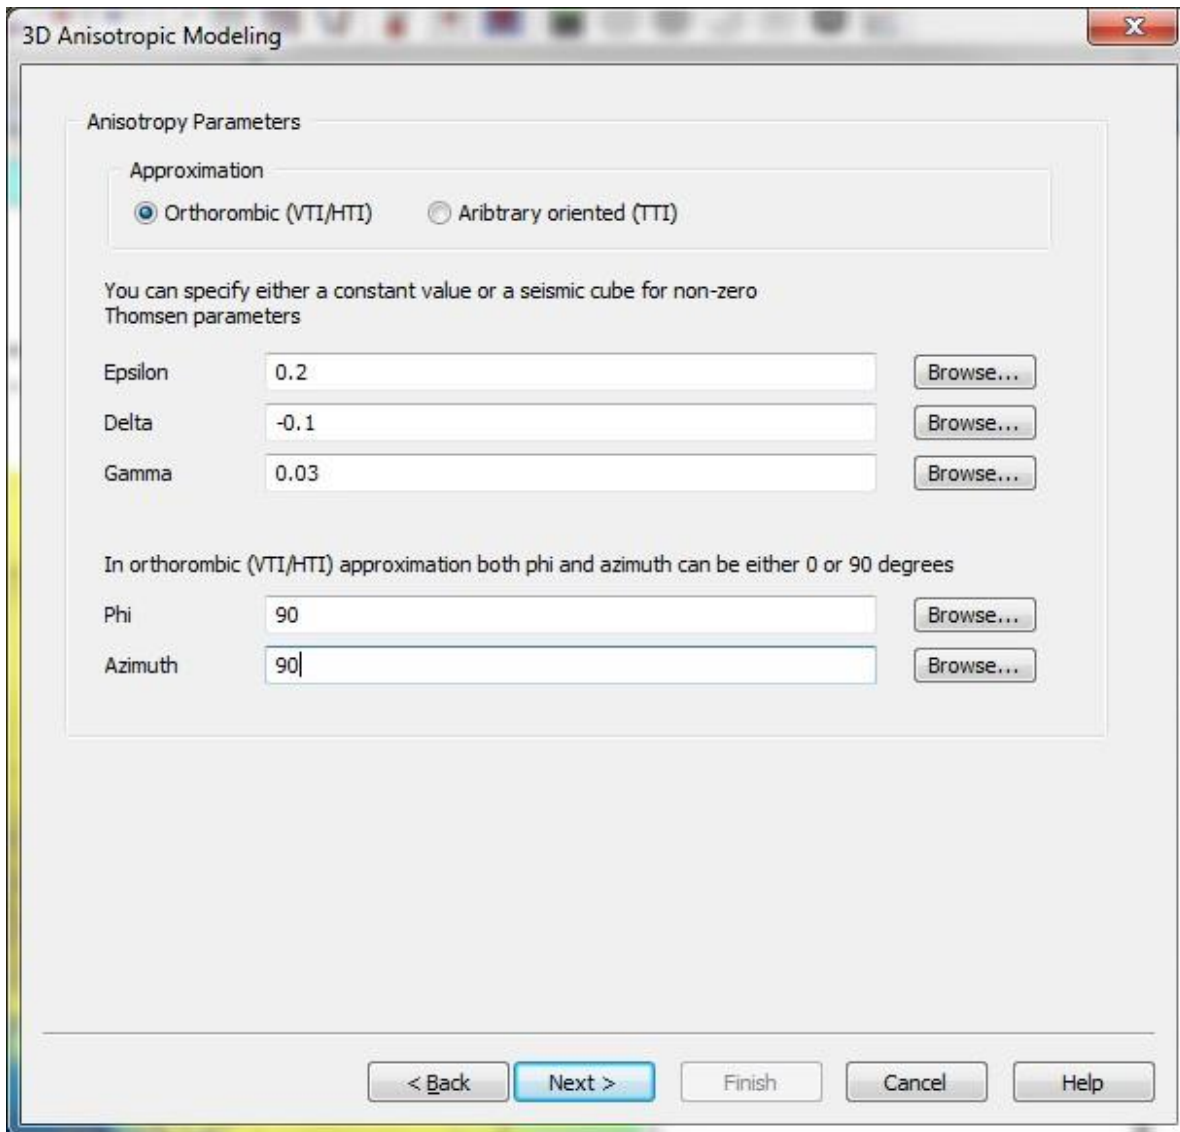 3D Anisotropic Modeling
X
Anisotropy Parameters
Approximation
Orthorombic (VTI/HTI) Aribtrary oriented (TTI)
You can specify either a constant value or a seismic cube for non-zero
Thomsen parameters
Epsilon 0.2 Browse...
Delta -0.1 Browse...
Gamma 0.03 Browse...
In orthorombic (VTI/HTI) approximation both phi and azimuth can be either 0 or 90 degrees
Phi 90 Browse...
Azimuth 90 Browse...
< Back Next > Finish Cancel Help